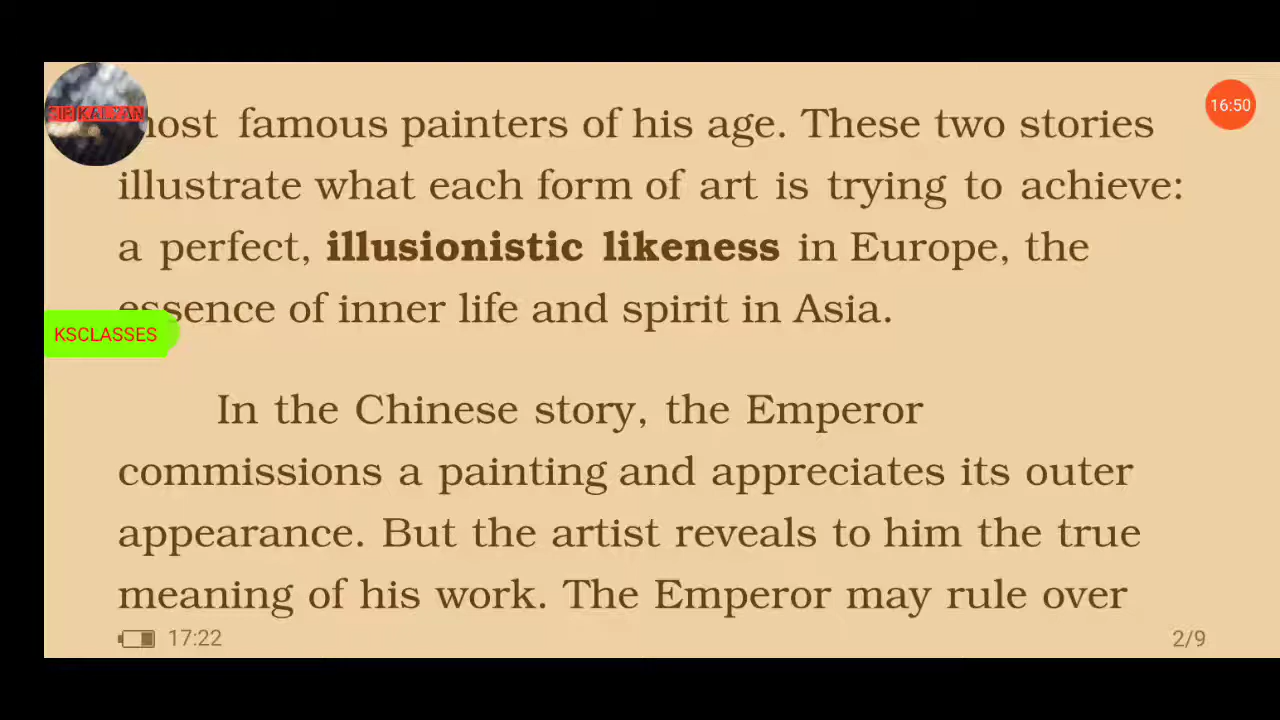 16:50
famous painters of his age. These two stories
illustrate what each form of art is trying to achieve:
a perfect, illusionistic likeness in Europe, the
essence of inner life and spirit in Asia.
KSCLASSES
In the Chinese story, the Emperor
commissions a painting and appreciates its outer
appearance. But the artist reveals to him the true
meaning of his work. The Emperor may rule over
17:22
2/9